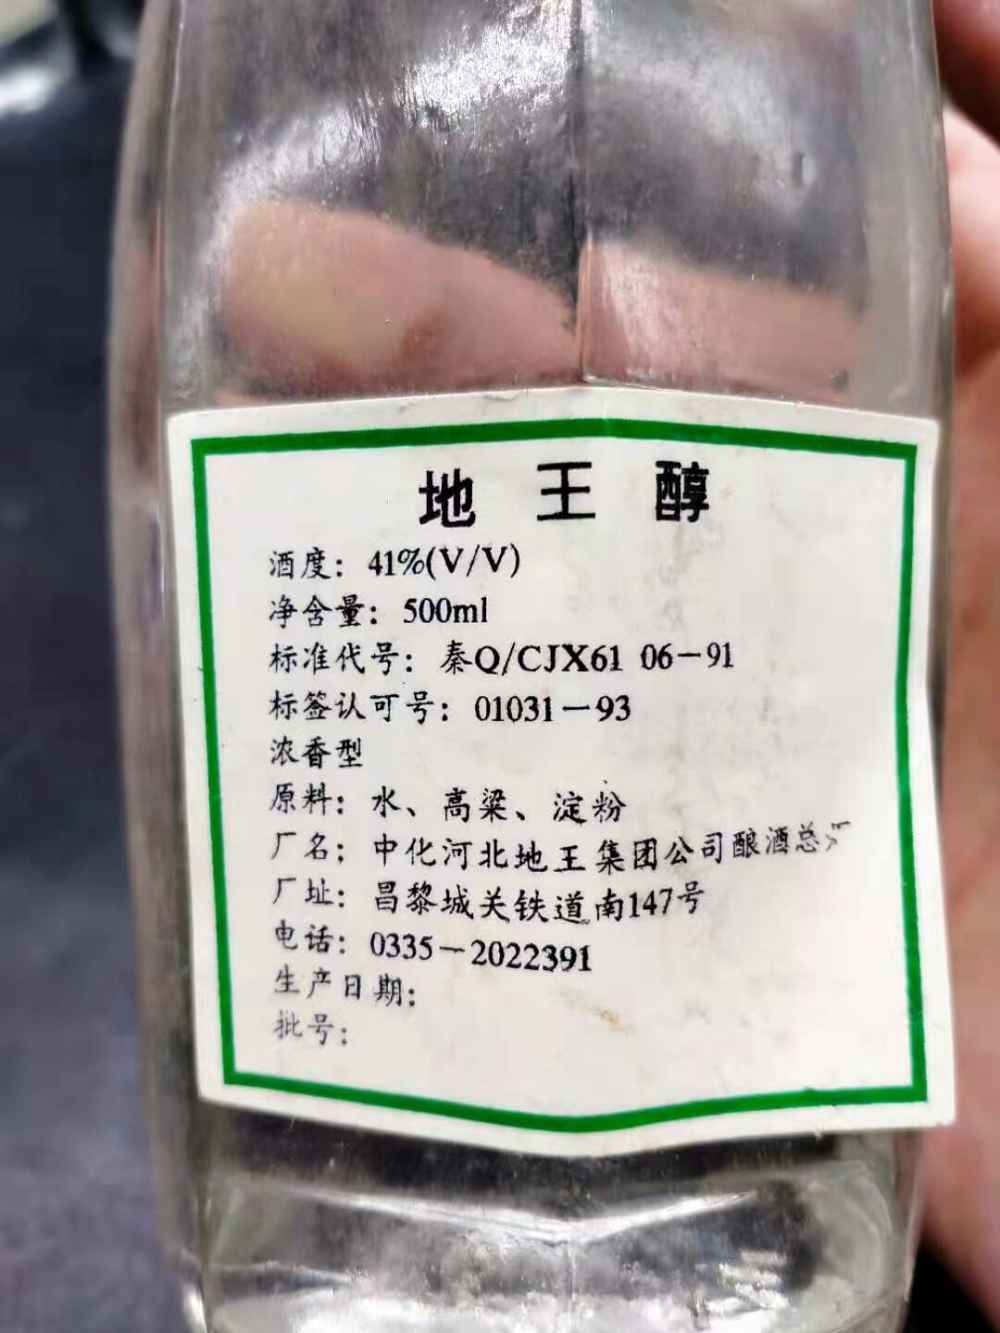 地王醇
酒度：41%(V/V)
净含量：500ml
标准代号：秦Q/CJX61 06-91
标签认可号：01031-93
浓香型
原料：水、高粱、淀粉
厂名：中化河北地王集团公司酿酒总厂
厂址：昌黎城关铁道南147号
电话：0335-2022391
生产日期：
批号：